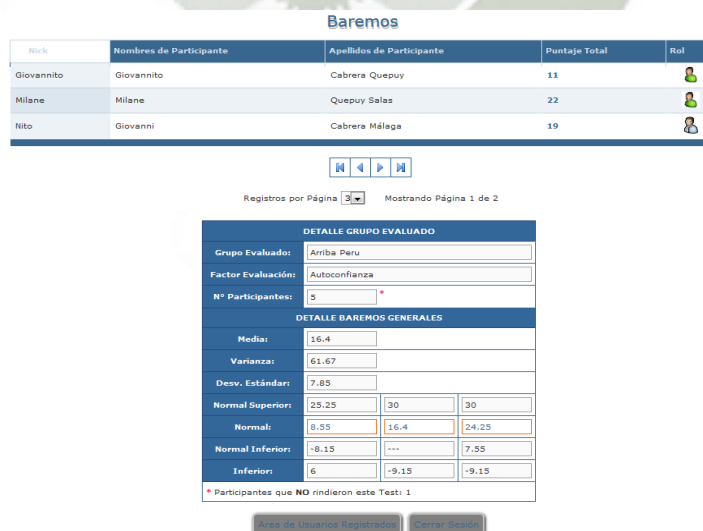 Baremos
Nick Nombres de Participante Apellidos de Participante Puntaje Total Rol
Giovannito Giovannito Cabrera Quepuy 11
Milane Milane Quepuy Salas 22
Nito Giovanni Cabrera Málaga 19
Registros por Página 3 Mostrando Página 1 de 2
DETALLE GRUPO EVALUADO
Grupo Evaluado: Arriba Peru
Factor Evaluación: Autoconfianza
Nº Participantes: 5 *
DETALLE BAREMOS GENERALES
Media: 16.4
Varianza: 61.67
Desv. Estándar: 7.85
Normal Superior: 25.25 30 30
Normal: 8.55 16.4 24.25
Normal Inferior: -8.15 --- 7.55
Inferior: 6 -9.15 -9.15
* Participantes que NO rindieron este Test: 1
Area de Usuarios Registrados Cerrar Sesión